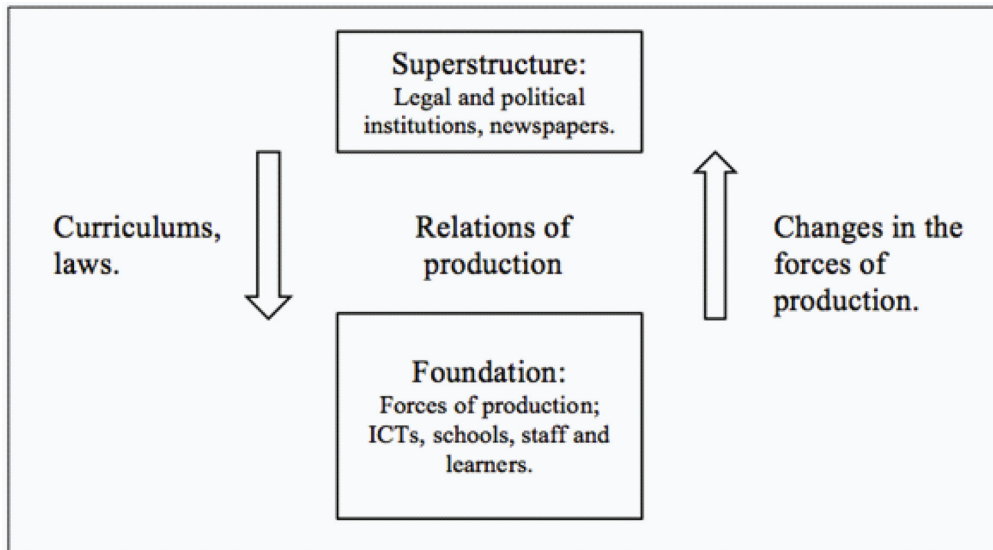 Superstructure:
Legal and political
institutions, newspapers.
Curriculums,
laws.
Relations of
production
Changes in the
forces of
production.
Foundation:
Forces of production;
ICTs, schools, staff and
learners.